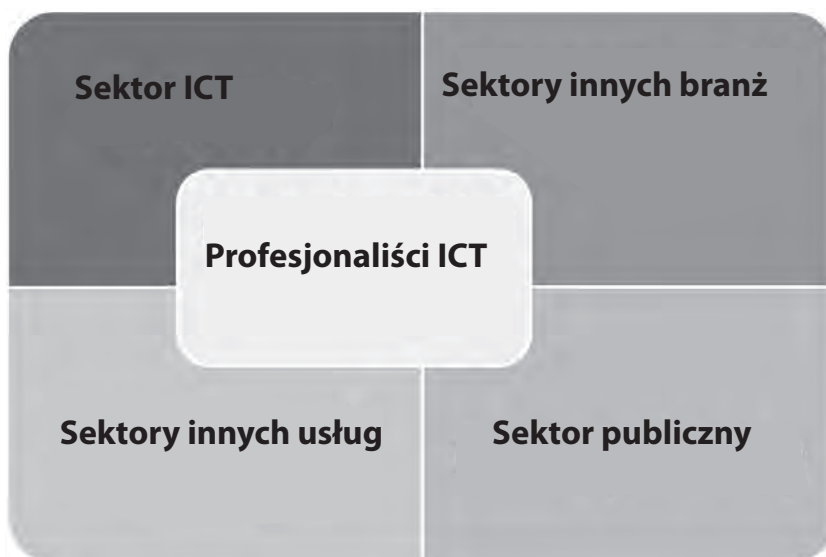 Sektor ICT
Sektory innych branż
Profesjonaliści ICT
Sektory innych usług
Sektor publiczny